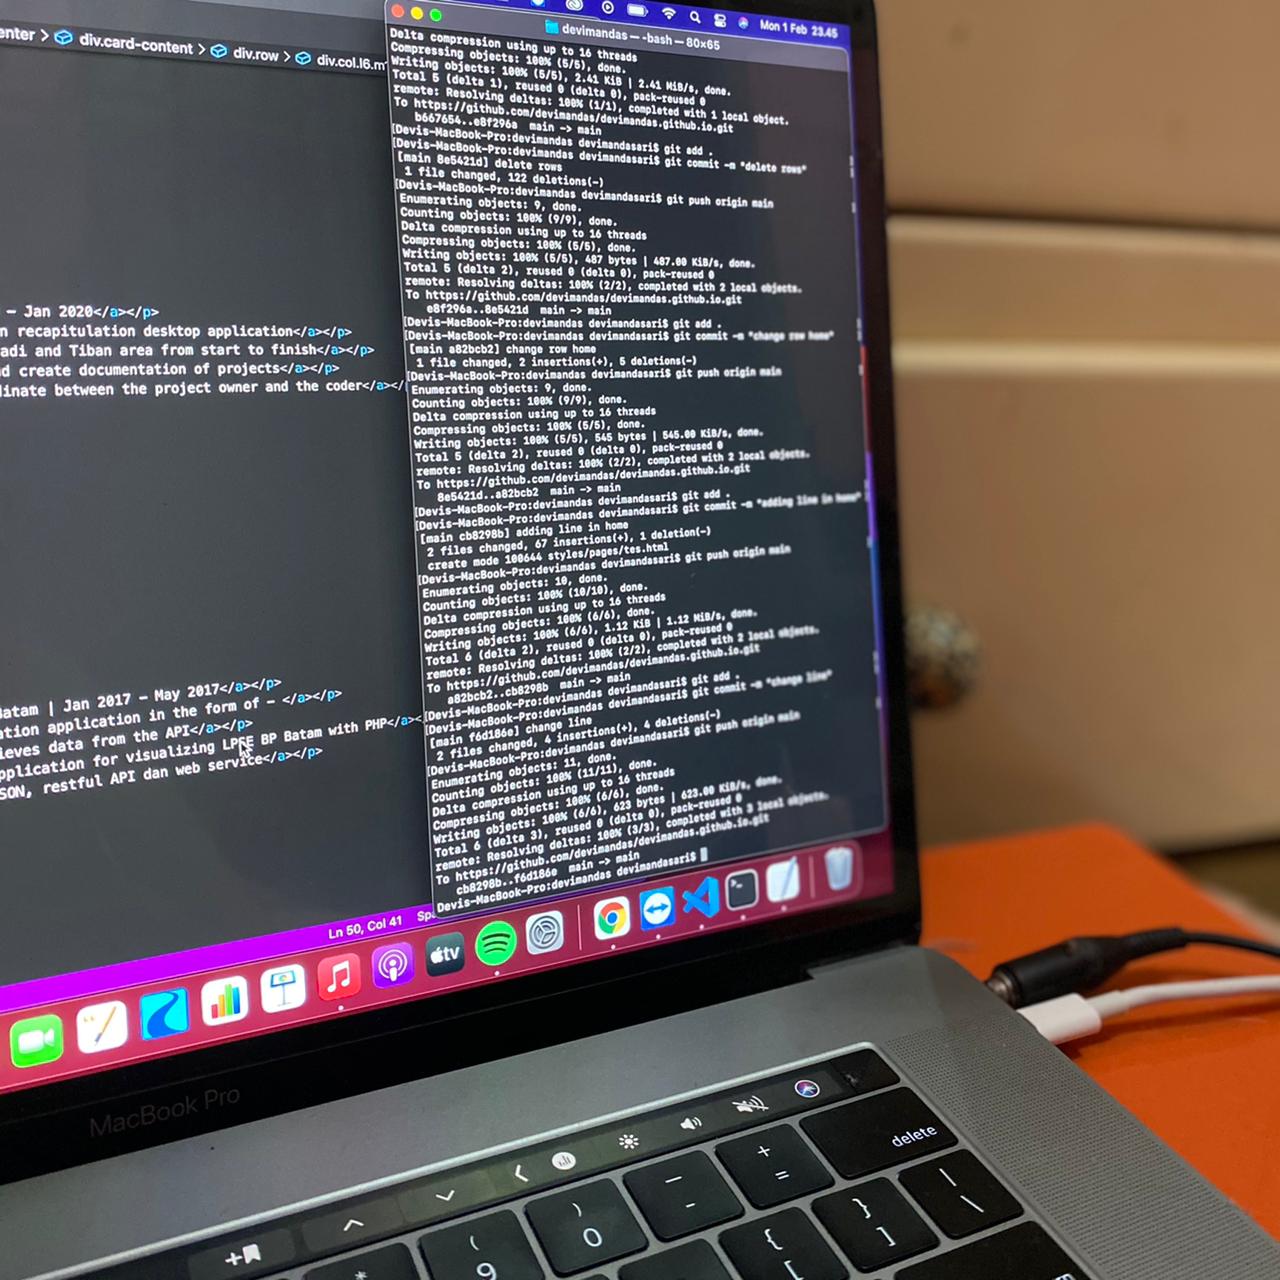 enter > div.card-content > div.row > div.col.l6.m
– Jan 2020</a></p>
n recapitulation desktop application</a></p>
adi and Tiban area from start to finish</a></p>
nd create documentation of projects</a></p>
dinate between the project owner and the coder</a></
Batam | Jan 2017 – May 2017</a></p>
ation application in the form of – </a></p>
ieves data from the API</a></p>
application for visualizing LPSE BP Batam with PHP</a><
SON, restful API dan web service</a></p>
Ln 50, Col 41 Spa
Mon 1 Feb 23.45
devimandas — -bash — 80×65
Delta compression using up to 16 threads
Compressing objects: 100% (5/5), done.
Writing objects: 100% (5/5), 2.41 KiB | 2.41 MiB/s, done.
Total 5 (delta 1), reused 0 (delta 0), pack-reused 0
remote: Resolving deltas: 100% (1/1), completed with 1 local object.
To https://github.com/devimandas/devimandas.github.io.git
b667654..e8f296a main -> main
[Devis-MacBook-Pro:devimandas devimandasari$ git add .
[Devis-MacBook-Pro:devimandas devimandasari$ git commit -m "delete rows"
[main 8e5421d] delete rows
1 file changed, 122 deletions(-)
[Devis-MacBook-Pro:devimandas devimandasari$ git push origin main
Enumerating objects: 9, done.
Counting objects: 100% (9/9), done.
Delta compression using up to 16 threads
Compressing objects: 100% (5/5), done.
Writing objects: 100% (5/5), 487 bytes | 487.00 KiB/s, done.
Total 5 (delta 2), reused 0 (delta 0), pack-reused 0
remote: Resolving deltas: 100% (2/2), completed with 2 local objects.
To https://github.com/devimandas/devimandas.github.io.git
e8f296a..8e5421d main -> main
[Devis-MacBook-Pro:devimandas devimandasari$ git add .
[Devis-MacBook-Pro:devimandas devimandasari$ git commit -m "change row home"
[main a82bcb2] change row home
1 file changed, 2 insertions(+), 5 deletions(-)
[Devis-MacBook-Pro:devimandas devimandasari$ git push origin main
Enumerating objects: 9, done.
Counting objects: 100% (9/9), done.
Delta compression using up to 16 threads
Compressing objects: 100% (5/5), done.
Writing objects: 100% (5/5), 545 bytes | 545.00 KiB/s, done.
Total 5 (delta 2), reused 0 (delta 0), pack-reused 0
remote: Resolving deltas: 100% (2/2), completed with 2 local objects.
To https://github.com/devimandas/devimandas.github.io.git
8e5421d..a82bcb2 main -> main
[Devis-MacBook-Pro:devimandas devimandasari$ git add .
[Devis-MacBook-Pro:devimandas devimandasari$ git commit -m "adding line in home"
[main cb8298b] adding line in home
2 files changed, 67 insertions(+), 1 deletion(-)
create mode 100644 styles/pages/tes.html
[Devis-MacBook-Pro:devimandas devimandasari$ git push origin main
Enumerating objects: 10, done.
Counting objects: 100% (10/10), done.
Delta compression using up to 16 threads
Compressing objects: 100% (6/6), done.
Writing objects: 100% (6/6), 1.12 KiB | 1.12 MiB/s, done.
Total 6 (delta 2), reused 0 (delta 0), pack-reused 0
remote: Resolving deltas: 100% (2/2), completed with 2 local objects.
To https://github.com/devimandas/devimandas.github.io.git
a82bcb2..cb8298b main -> main
[Devis-MacBook-Pro:devimandas devimandasari$ git add .
[Devis-MacBook-Pro:devimandas devimandasari$ git commit -m "change line"
[main f6d186e] change line
2 files changed, 4 insertions(+), 4 deletions(-)
[Devis-MacBook-Pro:devimandas devimandasari$ git push origin main
Enumerating objects: 11, done.
Counting objects: 100% (11/11), done.
Delta compression using up to 16 threads
Compressing objects: 100% (6/6), done.
Writing objects: 100% (6/6), 623 bytes | 623.00 KiB/s, done.
Total 6 (delta 3), reused 0 (delta 0), pack-reused 0
remote: Resolving deltas: 100% (3/3), completed with 3 local objects.
To https://github.com/devimandas/devimandas.github.io.git
cb8298b..f6d186e main -> main
Devis-MacBook-Pro:devimandas devimandasari$
tv
MacBook Pro
delete
+
=
—
-
)
0
(
9
*
|
\
}
]
{
[